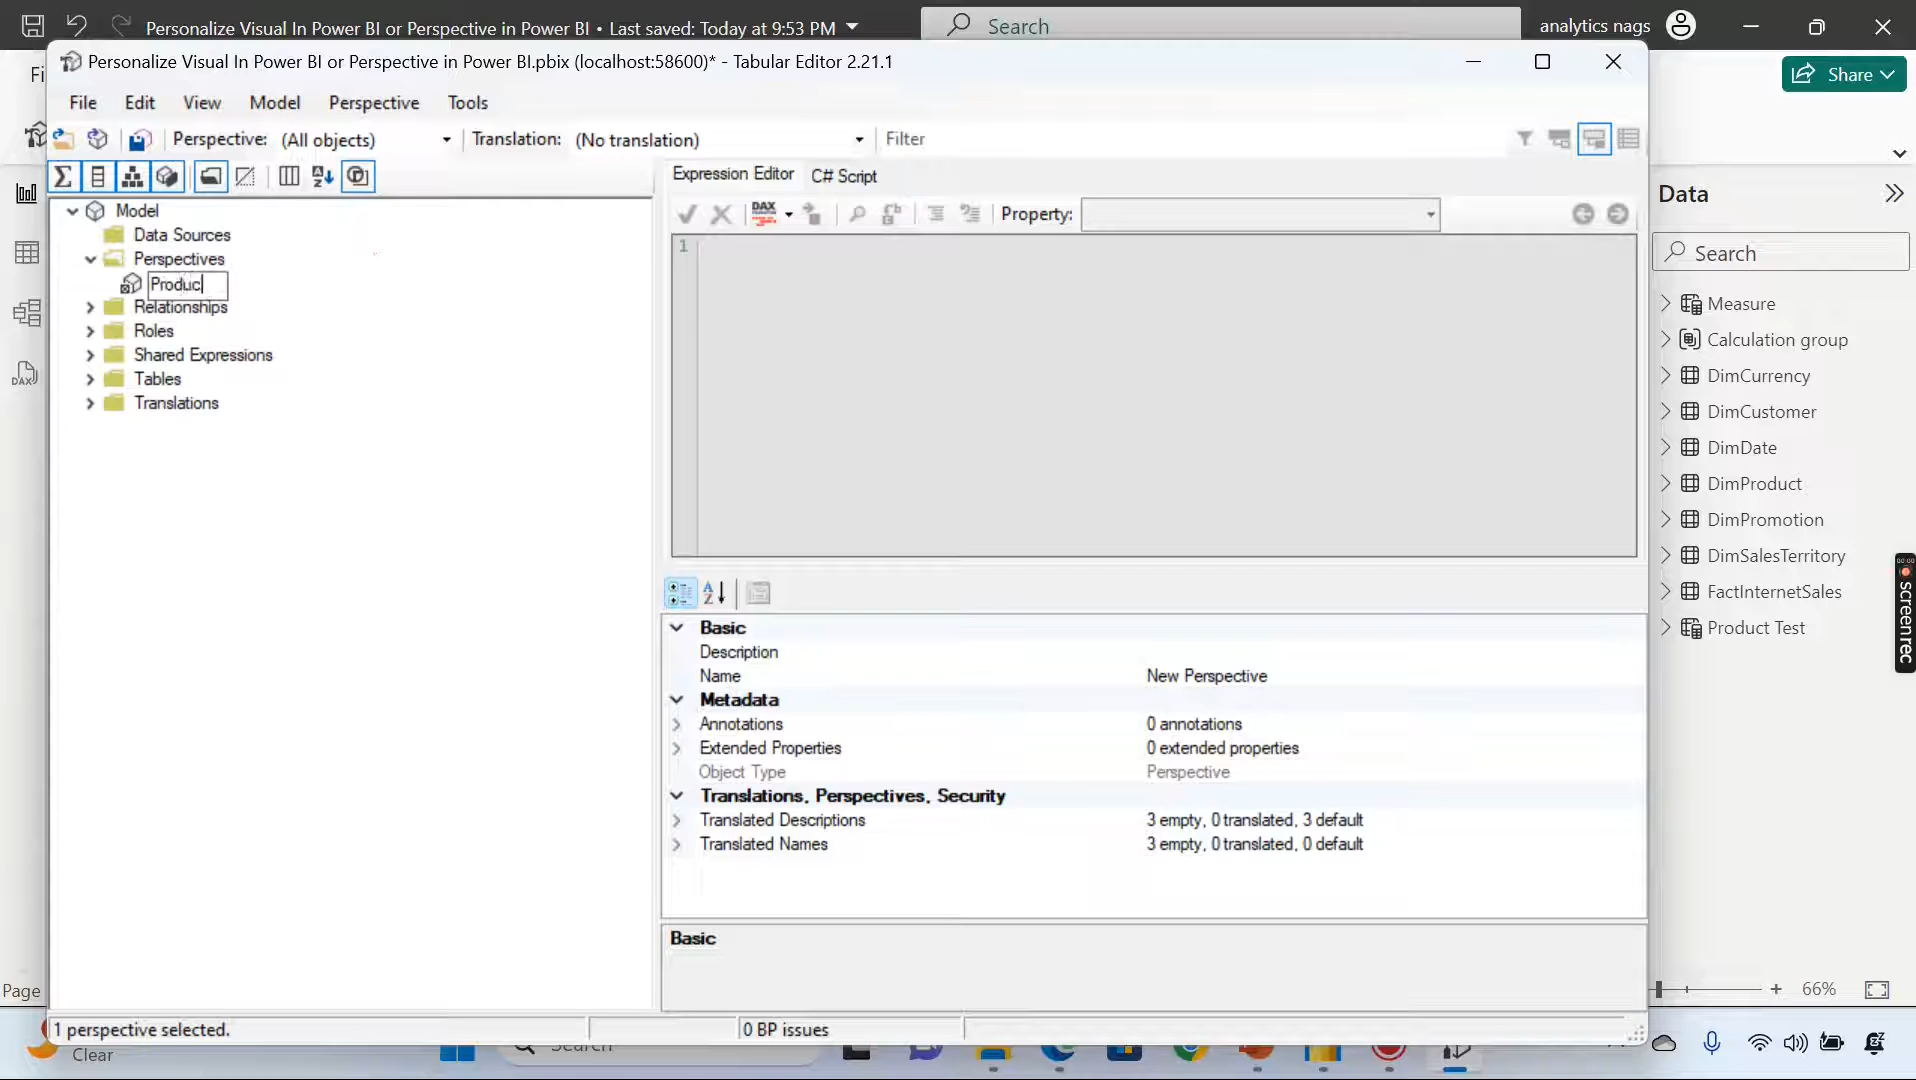 Personalize Visual In Power BI or Perspective in Power BI • Last saved: Today at 9:53 PM
Search
analytics nags
Personalize Visual In Power BI or Perspective in Power BI.pbix (localhost:58600)* - Tabular Editor 2.21.1
Fi
Share
File Edit View Model Perspective Tools
Perspective: (All objects) Translation: (No translation) Filter
Expression Editor C# Script
DAX Property:
1
Model
Data Sources
Perspectives
Produc
Relationships
Roles
Shared Expressions
Tables
Translations
DAX
Data
Search
Measure
Calculation group
DimCurrency
DimCustomer
DimDate
DimProduct
DimPromotion
DimSalesTerritory
FactInternetSales
Product Test
screenrec
Basic
Description
Name New Perspective
Metadata
Annotations 0 annotations
Extended Properties 0 extended properties
Object Type Perspective
Translations, Perspectives, Security
Translated Descriptions 3 empty, 0 translated, 3 default
Translated Names 3 empty, 0 translated, 0 default
Basic
Page
66%
1 perspective selected.
0 BP issues
Clear
Search